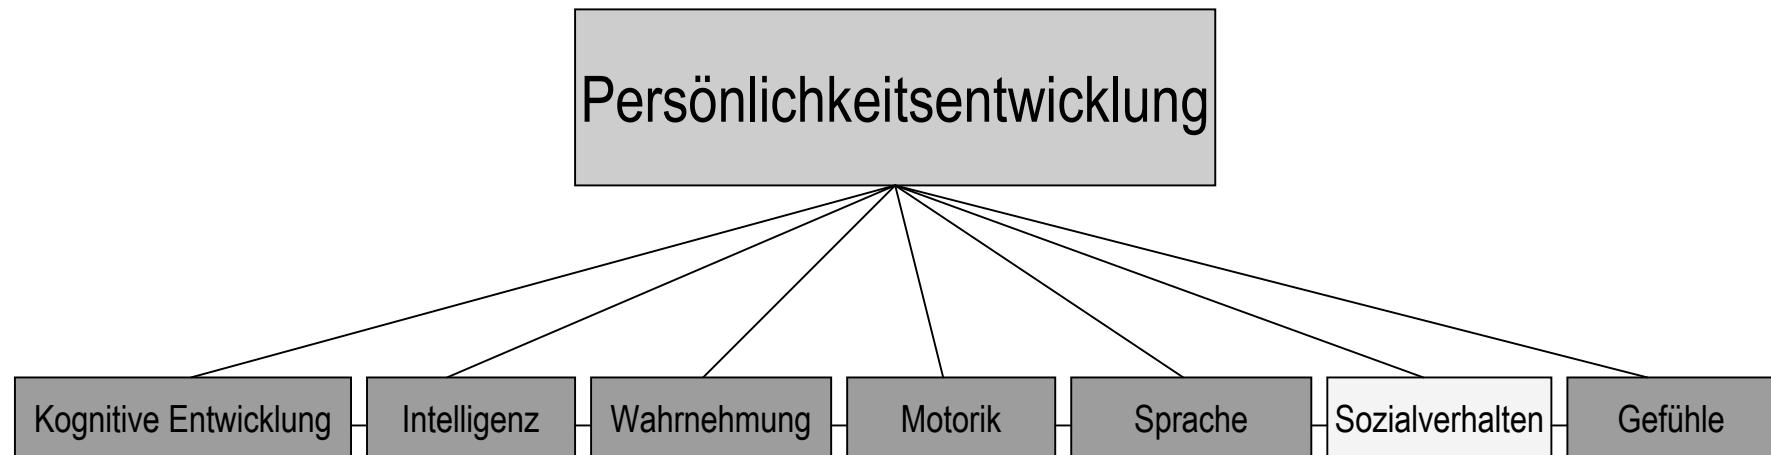 Persönlichkeitsentwicklung
Kognitive Entwicklung
Intelligenz
Wahrnehmung
Motorik
Sprache
Sozialverhalten
Gefühle